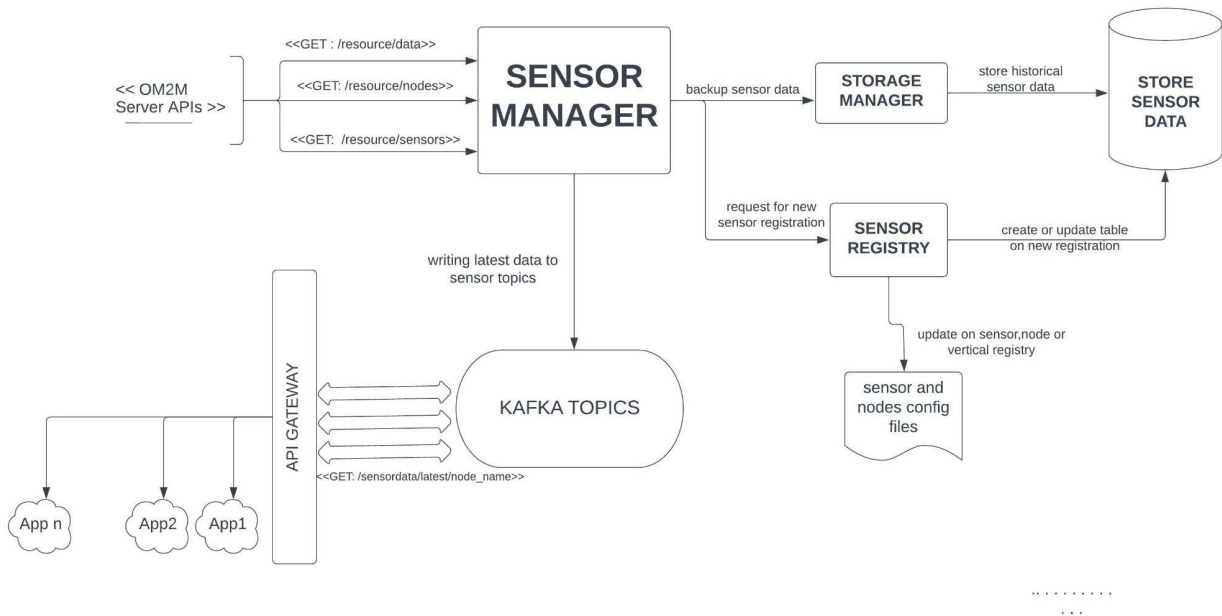 <<GET : /resource/data>>
<< OM2M
Server APIs >>
<<GET: /resource/nodes>>
<<GET:  /resource/sensors>>
SENSOR
MANAGER
backup sensor data
STORAGE
MANAGER
store historical
sensor data
STORE
SENSOR
DATA
request for new
sensor registration
SENSOR
REGISTRY
create or update table
on new registration
writing latest data to
sensor topics
update on sensor,node or
vertical registry
sensor and
nodes config
files
API GATEWAY
KAFKA TOPICS
<<GET: /sensordata/latest/node_name>>
App n
App2
App1
.. . . . . . . .
. . .